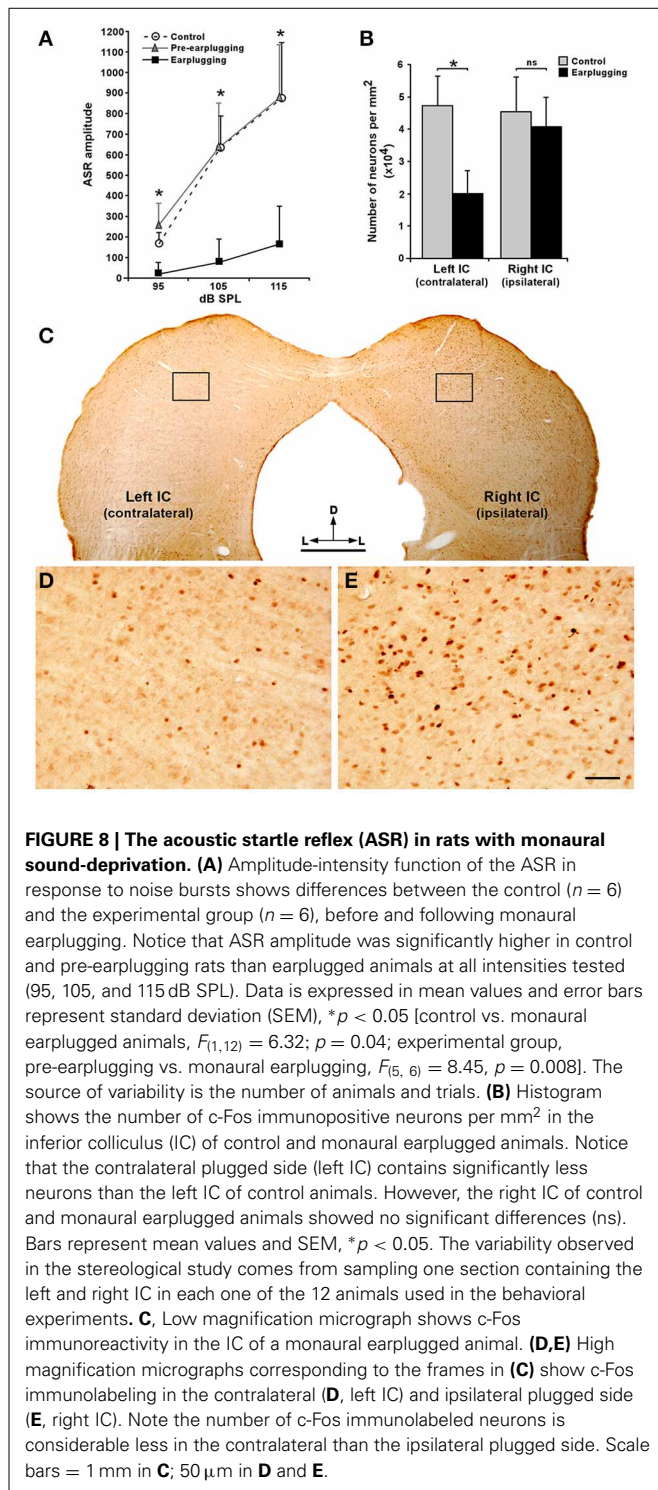 A
1200
1100
1000
900
800
700
600
500
400
300
200
100
0
ASR amplitude
Control
Pre-earplugging
Earplugging
*
*
*
95
105
115
dB SPL
B
6
5
4
3
2
1
0
Number of neurons per mm²
(x10⁴)
*
ns
Control
Earplugging
Left IC
(contralateral)
Right IC
(ipsilateral)
C
Left IC
(contralateral)
D
L
L
Right IC
(ipsilateral)
D
E
FIGURE 8 | The acoustic startle reflex (ASR) in rats with monaural
sound-deprivation. (A) Amplitude-intensity function of the ASR in
response to noise bursts shows differences between the control (n = 6)
and the experimental group (n = 6), before and following monaural
earplugging. Notice that ASR amplitude was significantly higher in control
and pre-earplugging rats than earplugged animals at all intensities tested
(95, 105, and 115 dB SPL). Data is expressed in mean values and error bars
represent standard deviation (SEM), *p < 0.05 [control vs. monaural
earplugged animals, F(1,12) = 6.32; p = 0.04; experimental group,
pre-earplugging vs. monaural earplugging, F(5, 6) = 8.45, p = 0.008]. The
source of variability is the number of animals and trials. (B) Histogram
shows the number of c-Fos immunopositive neurons per mm² in the
inferior colliculus (IC) of control and monaural earplugged animals. Notice
that the contralateral plugged side (left IC) contains significantly less
neurons than the left IC of control animals. However, the right IC of control
and monaural earplugged animals showed no significant differences (ns).
Bars represent mean values and SEM, *p < 0.05. The variability observed
in the stereological study comes from sampling one section containing the
left and right IC in each one of the 12 animals used in the behavioral
experiments. C, Low magnification micrograph shows c-Fos
immunoreactivity in the IC of a monaural earplugged animal. (D,E) High
magnification micrographs corresponding to the frames in (C) show c-Fos
immunolabeling in the contralateral (D, left IC) and ipsilateral plugged side
(E, right IC). Note the number of c-Fos immunolabeled neurons is
considerable less in the contralateral than the ipsilateral plugged side. Scale
bars = 1 mm in C; 50 μm in D and E.